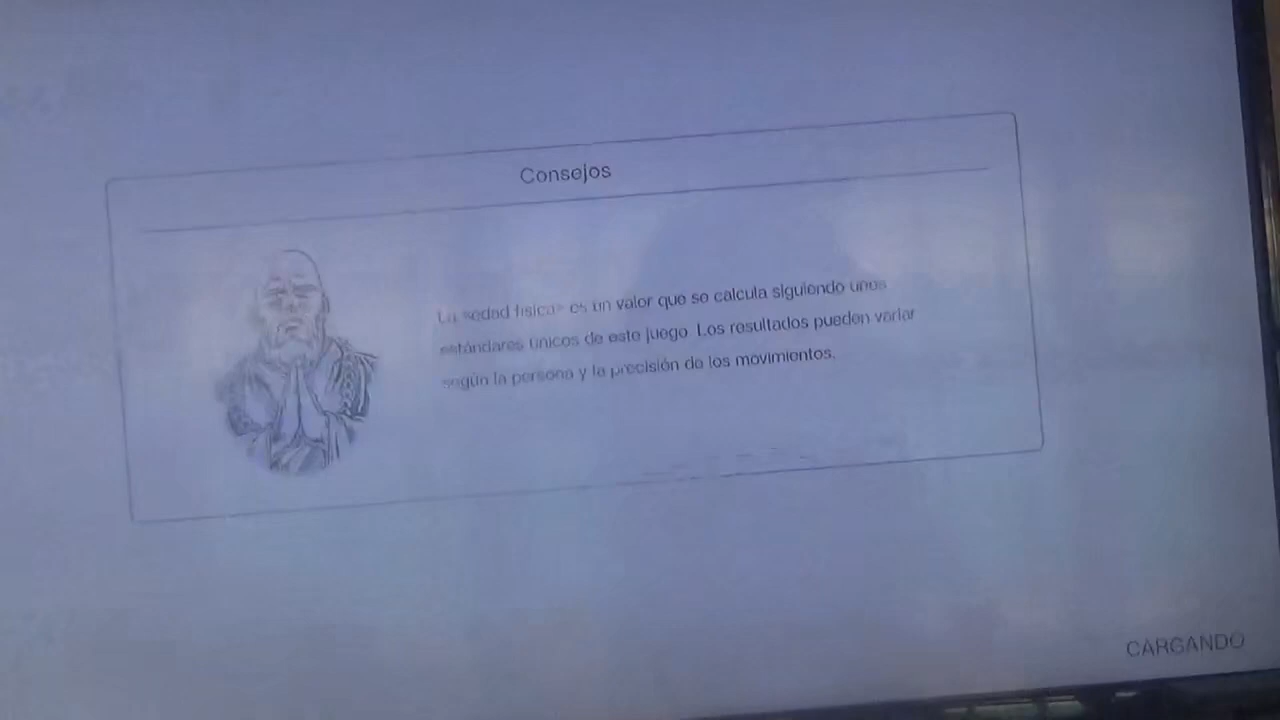 Consejos
La «edad física» es un valor que se calcula siguiendo unos
estándares únicos de este juego. Los resultados pueden variar
según la persona y la precisión de los movimientos.
CARGANDO